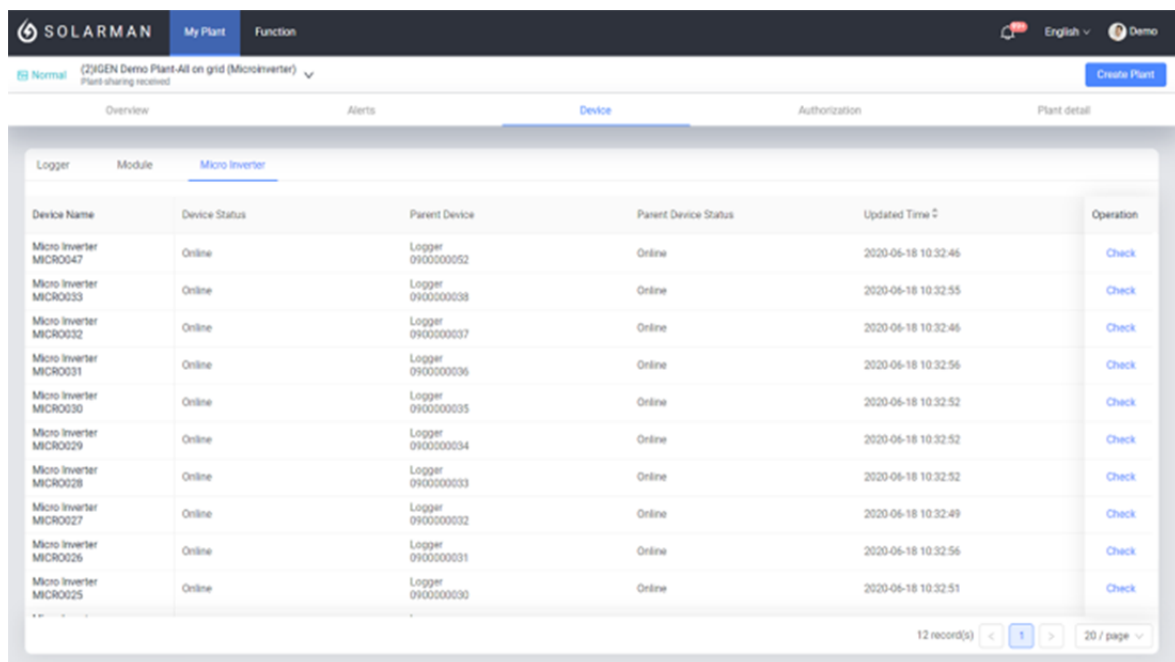 SOLARMAN My Plant Function 99+ English Demo
Normal (2)IGEN Demo Plant-All on grid (Microinverter) Create Plant
Plant-sharing received
Overview Alerts Device Authorization Plant detail
Logger Module Micro Inverter
Device Name Device Status Parent Device Parent Device Status Updated Time Operation
Micro Inverter Logger
MICRO047 Online 0900000052 Online 2020-06-18 10:32:46 Check
Micro Inverter Logger
MICRO033 Online 0900000038 Online 2020-06-18 10:32:55 Check
Micro Inverter Logger
MICRO032 Online 0900000037 Online 2020-06-18 10:32:46 Check
Micro Inverter Logger
MICRO031 Online 0900000036 Online 2020-06-18 10:32:56 Check
Micro Inverter Logger
MICRO030 Online 0900000035 Online 2020-06-18 10:32:52 Check
Micro Inverter Logger
MICRO029 Online 0900000034 Online 2020-06-18 10:32:52 Check
Micro Inverter Logger
MICRO028 Online 0900000033 Online 2020-06-18 10:32:52 Check
Micro Inverter Logger
MICRO027 Online 0900000032 Online 2020-06-18 10:32:49 Check
Micro Inverter Logger
MICRO026 Online 0900000031 Online 2020-06-18 10:32:56 Check
Micro Inverter Logger
MICRO025 Online 0900000030 Online 2020-06-18 10:32:51 Check
12 record(s) < 1 > 20 / page